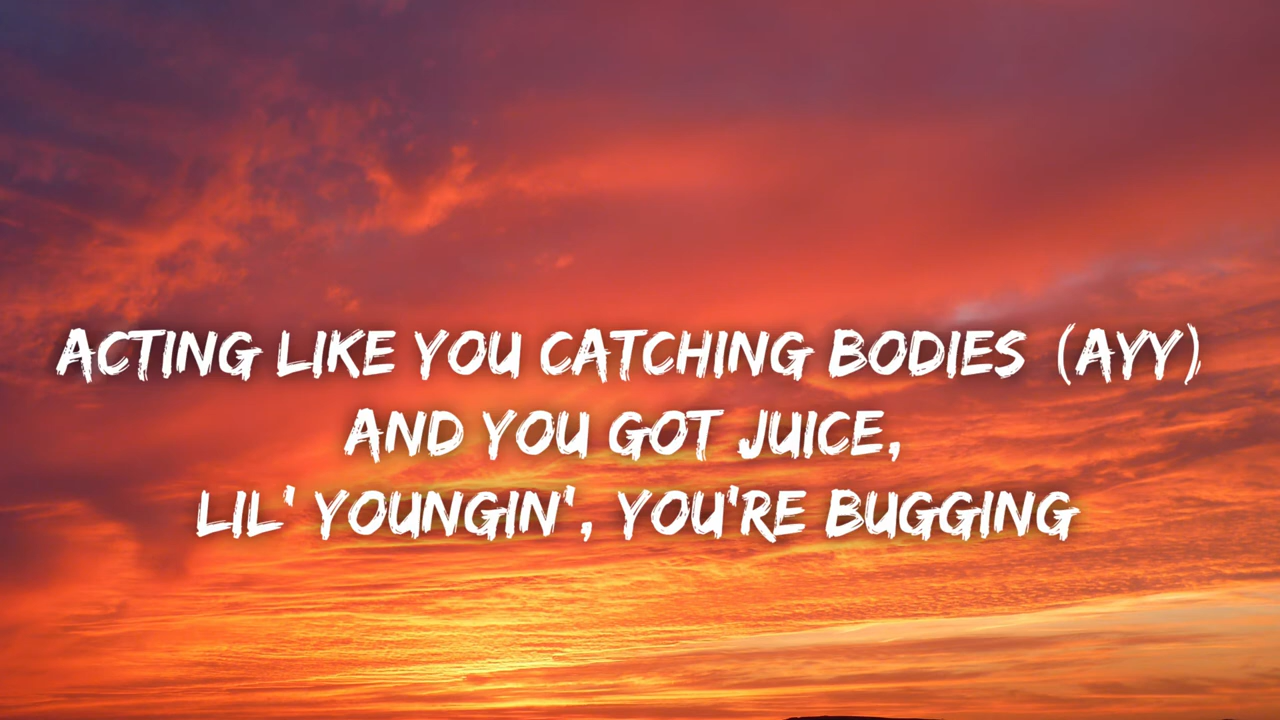 ACTING LIKE YOU CATCHING BODIES (AYY)
AND YOU GOT JUICE,
LIL' YOUNGIN', YOU'RE BUGGING